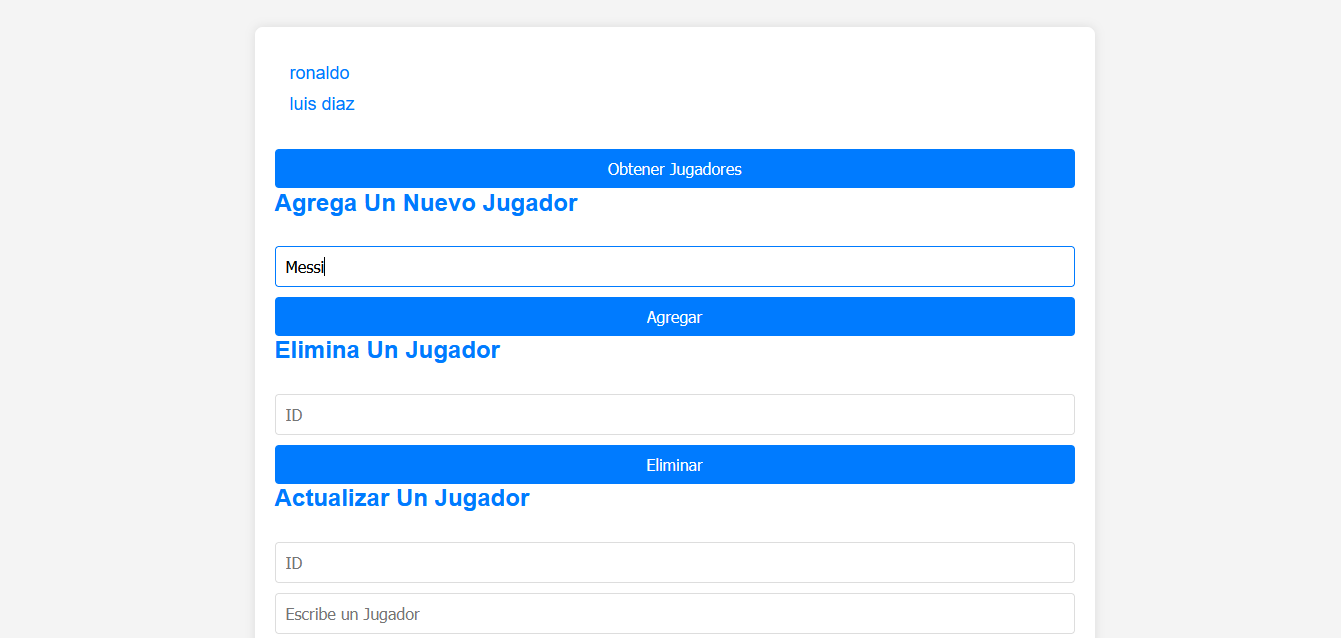 ronaldo
luis diaz
Obtener Jugadores
Agrega Un Nuevo Jugador
Messi
Agregar
Elimina Un Jugador
ID
Eliminar
Actualizar Un Jugador
ID
Escribe un Jugador